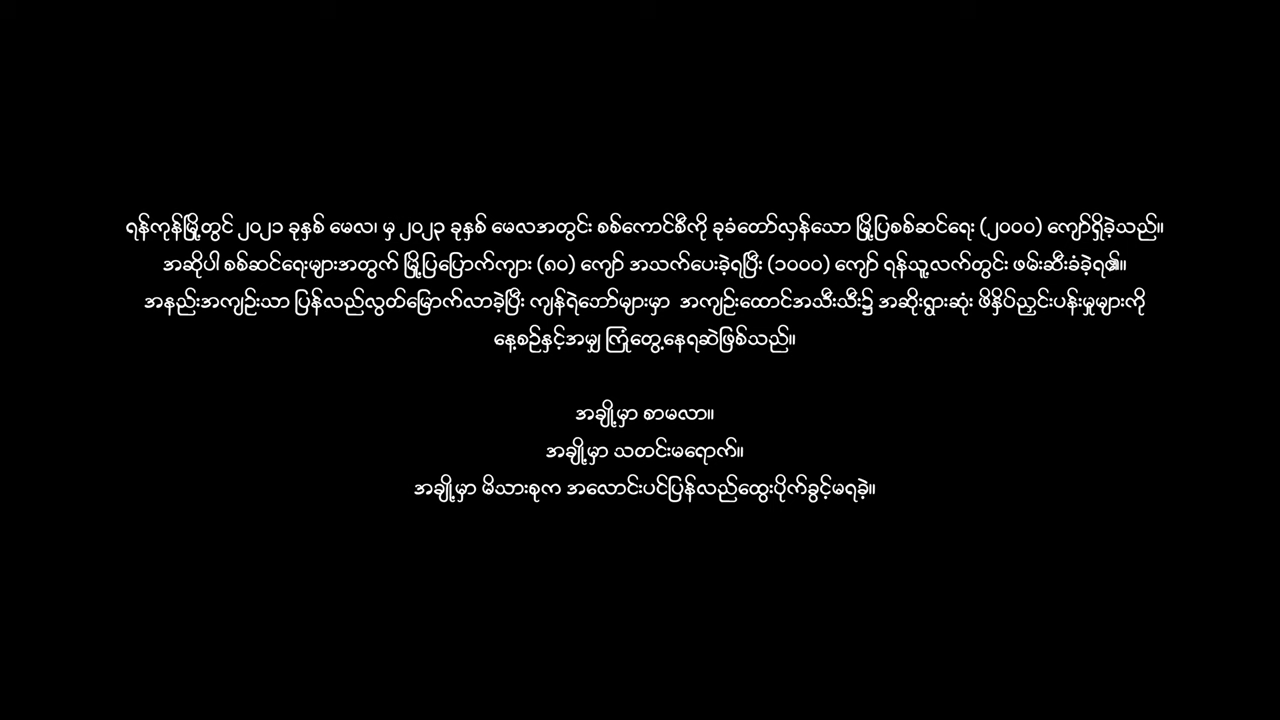 ရန်ကုန်မြို့တွင် ၂၀၂၁ ခုနှစ် မေလ၊ မှ ၂၀၂၃ ခုနှစ် မေလအတွင်း စစ်ကောင်စီကို ခုခံတော်လှန်သော မြို့ပြစစ်ဆင်ရေး (၂၀၀၀) ကျော်ရှိခဲ့သည်။
အဆိုပါ စစ်ဆင်ရေးများအတွက် မြို့ပြပြောက်ကျား (၈၀) ကျော် အသက်ပေးခဲ့ရပြီး (၁၀၀၀) ကျော် ရန်သူ့လက်တွင်း ဖမ်းဆီးခံခဲ့ရ၏။
အနည်းအကျဉ်းသာ ပြန်လည်လွတ်မြောက်လာခဲ့ပြီး ကျန်ရဲဘော်များမှာ အကျဉ်းထောင်အသီးသီး၌ အဆိုးရွားဆုံး ဖိနှိပ်ညှင်းပန်းမှုများကို
နေ့စဉ်နှင့်အမျှ ကြုံတွေ့နေရဆဲဖြစ်သည်။
အချို့မှာ စာမလာ။
အချို့မှာ သတင်းမရောက်။
အချို့မှာ မိသားစုက အလောင်းပင်ပြန်လည်ထွေးပိုက်ခွင့်မရခဲ့။